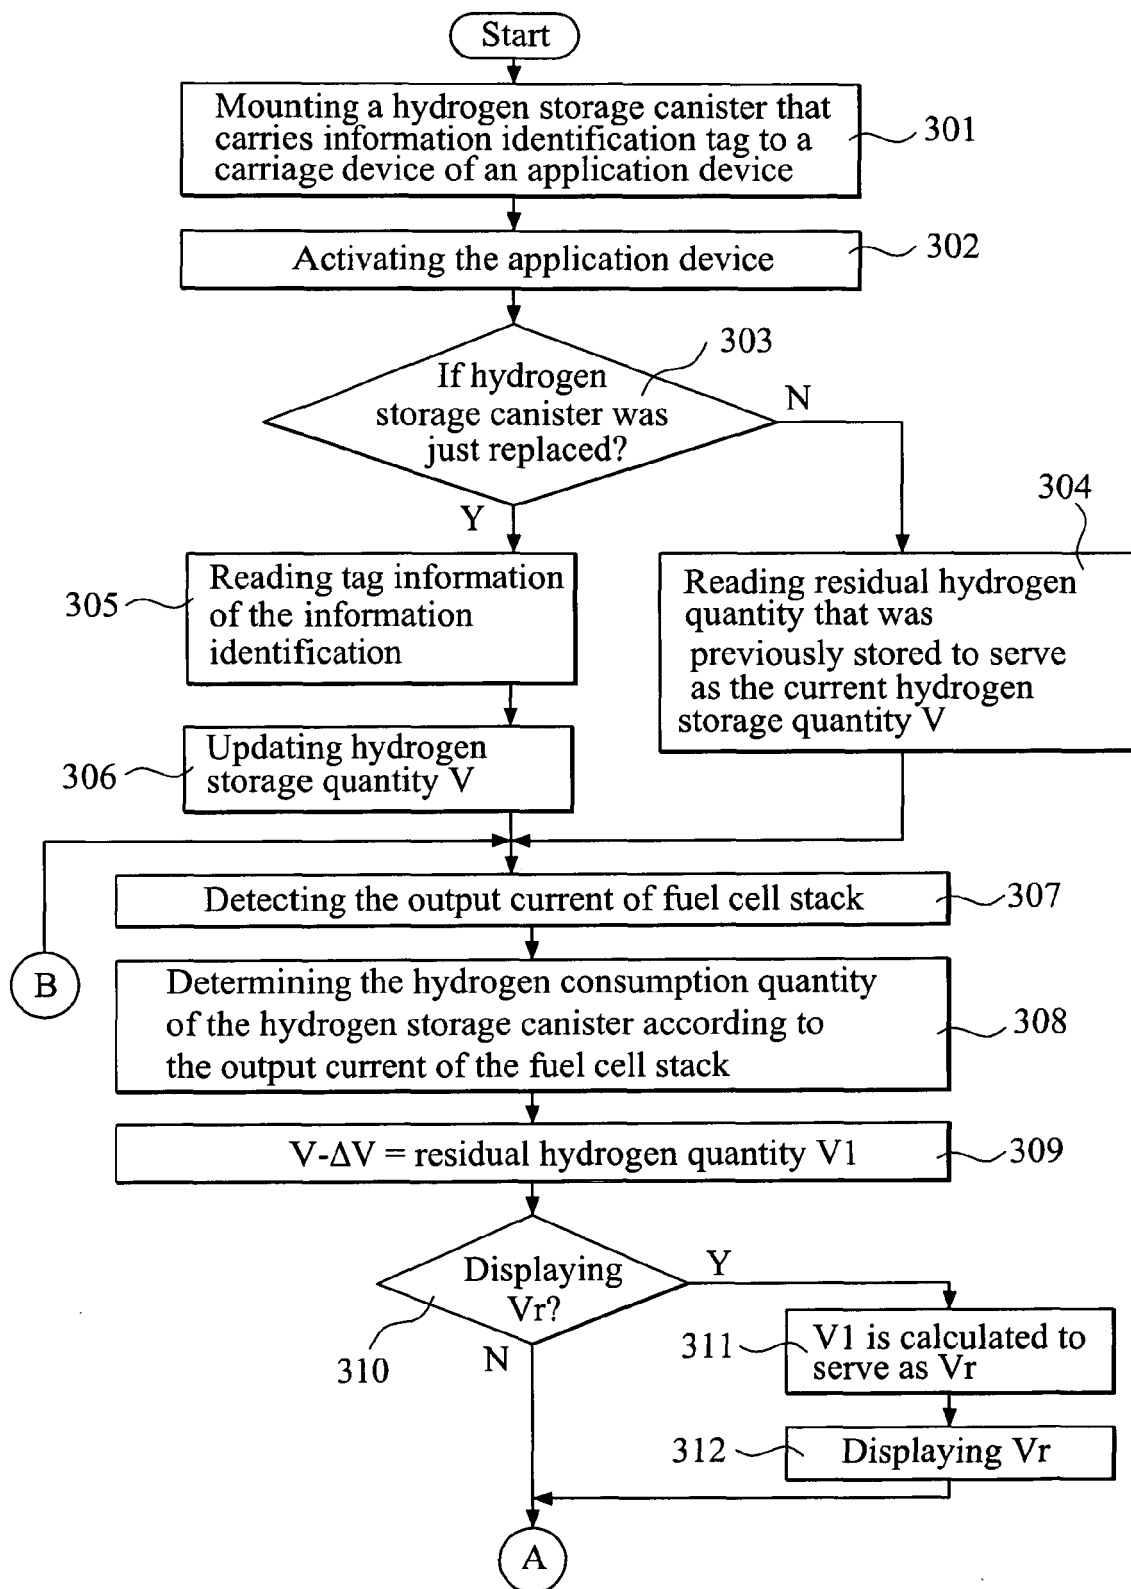 Start
Mounting a hydrogen storage canister that
carries information identification tag to a
carriage device of an application device
301
Activating the application device
302
303
If hydrogen
storage canister was
just replaced?
N
Y
304
Reading residual hydrogen
quantity that was
previously stored to serve
as the current hydrogen
storage quantity V
305
Reading tag information
of the information
identification
306
Updating hydrogen
storage quantity V
Detecting the output current of fuel cell stack
307
B
Determining the hydrogen consumption quantity
of the hydrogen storage canister according to
the output current of the fuel cell stack
308
V-ΔV = residual hydrogen quantity V1
309
Displaying
Vr?
Y
310
N
311
V1 is calculated to
serve as Vr
312
Displaying Vr
A